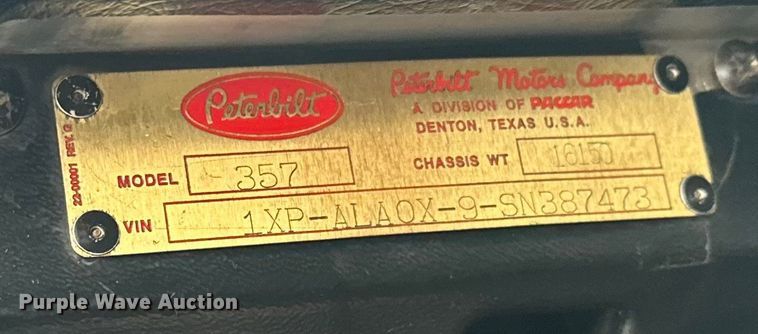 Peterbilt
Peterbilt Motors Company
A DIVISION OF PACCAR
DENTON, TEXAS U.S.A.
MODEL 357
CHASSIS WT 16150
VIN 1XP-ALA0X-9-SN387473
22-00001 REV. G
Purple Wave Auction